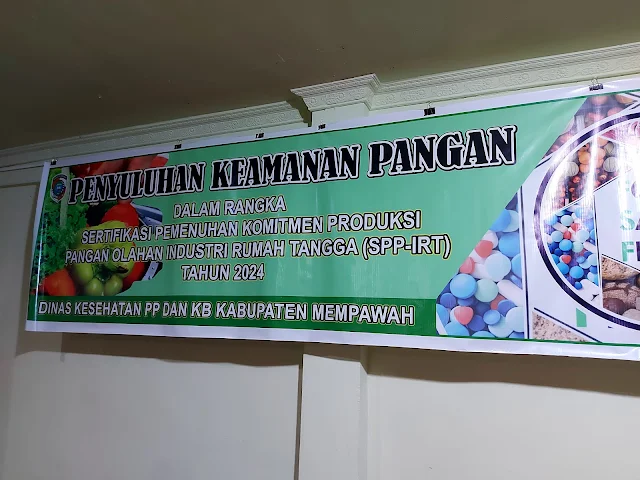 PENYULUHAN KEAMANAN PANGAN
DALAM RANGKA
SERTIFIKASI PEMENUHAN KOMITMEN PRODUKSI
PANGAN OLAHAN INDUSTRI RUMAH TANGGA (SPP-IRT)
TAHUN 2024
DINAS KESEHATAN PP DAN KB KABUPATEN MEMPAWAH